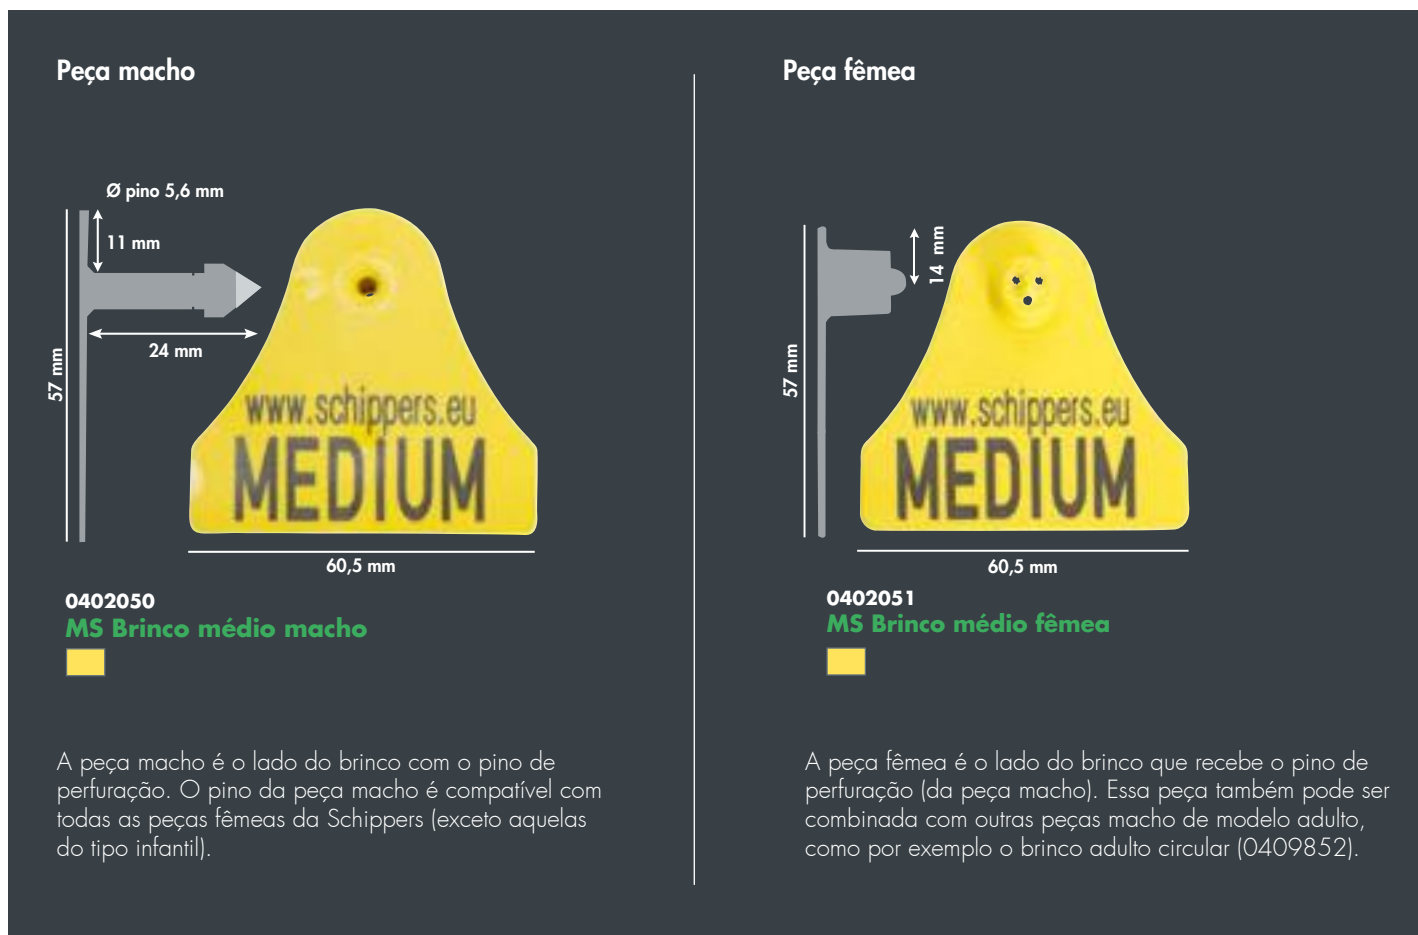 Peça macho
Ø pino 5,6 mm
11 mm
24 mm
57 mm
www.schippers.eu
MEDIUM
60,5 mm
0402050
MS Brinco médio macho
A peça macho é o lado do brinco com o pino de
perfuração. O pino da peça macho é compatível com
todas as peças fêmeas da Schippers (exceto aquelas
do tipo infantil).
Peça fêmea
14 mm
57 mm
www.schippers.eu
MEDIUM
60,5 mm
0402051
MS Brinco médio fêmea
A peça fêmea é o lado do brinco que recebe o pino de
perfuração (da peça macho). Essa peça também pode ser
combinada com outras peças macho de modelo adulto,
como por exemplo o brinco adulto circular (0409852).